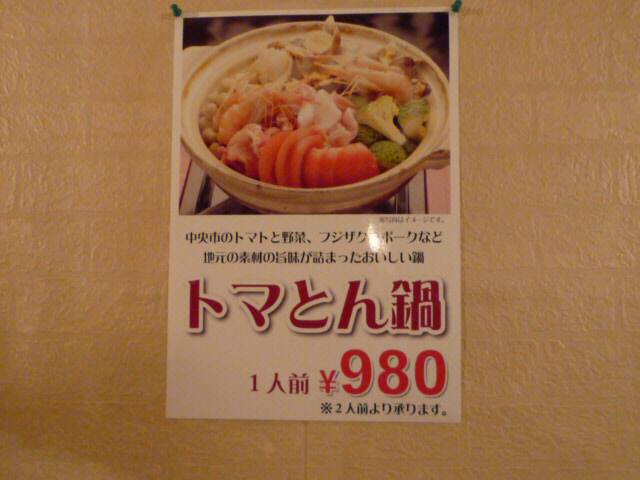 ※写真はイメージです。
中央市のトマトと野菜、フジザクラポークなど
地元の素材の旨味が詰まったおいしい鍋
トマとん鍋
1人前 ¥980
※2人前より承ります。